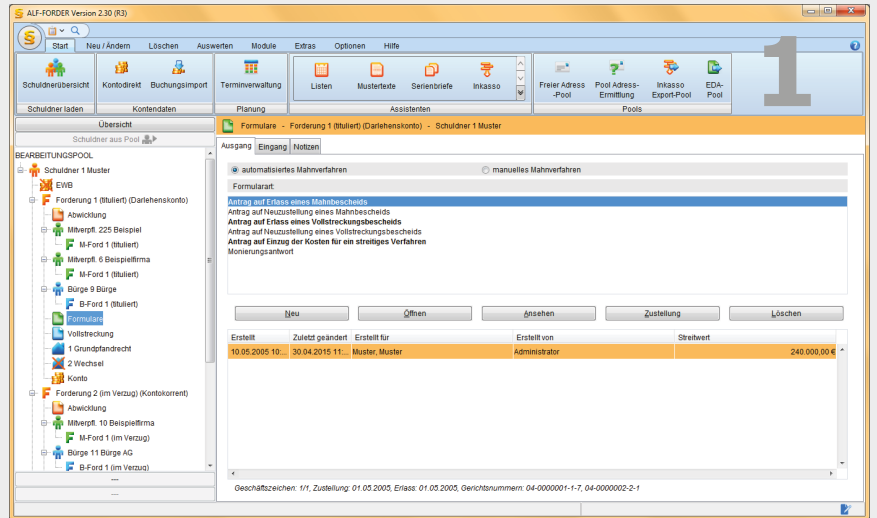 ALF-FORDER Version 2.30 (R3)
Start Neu / Ändern Löschen Auswerten Module Extras Optionen Hilfe
1
Schuldnerübersicht Kontodirekt Buchungsimport Terminverwaltung Listen Mustertexte Serienbriefe Inkasso Freier Adress Pool Adress- Inkasso EDA-
-Pool Ermittlung Export-Pool Pool
Schuldner laden Kontendaten Planung Assistenten Pools
Übersicht
Formulare - Forderung 1 (tituliert) (Darlehenskonto) - Schuldner 1 Muster
Schuldner aus Pool
Ausgang Eingang Notizen
BEARBEITUNGSPOOL
Schuldner 1 Muster
EWB
Forderung 1 (tituliert) (Darlehenskonto)
Abwicklung
Mitverpfl. 225 Beispiel
M-Ford 1 (tituliert)
Mitverpfl. 6 Beispielfirma
M-Ford 1 (tituliert)
Bürge 9 Bürge
B-Ford 1 (tituliert)
Formulare
Vollstreckung
1 Grundpfandrecht
2 Wechsel
Konto
Forderung 2 (im Verzug) (Kontokorrent)
Abwicklung
Mitverpfl. 10 Beispielfirma
M-Ford 1 (im Verzug)
Bürge 11 Bürge AG
B-Ford 1 (im Verzug)
---
---
automatisiertes Mahnverfahren manuelles Mahnverfahren
Formularart:
Antrag auf Erlass eines Mahnbescheids
Antrag auf Neuzustellung eines Mahnbescheids
Antrag auf Erlass eines Vollstreckungsbescheids
Antrag auf Neuzustellung eines Vollstreckungsbescheids
Antrag auf Einzug der Kosten für ein streitiges Verfahren
Monierungsantwort
Neu Öffnen Ansehen Zustellung Löschen
Erstellt Zuletzt geändert Erstellt für Erstellt von Streitwert
10.05.2005 10:... 30.04.2015 11:... Muster, Muster Administrator 240.000,00 €
Geschäftszeichen: 1/1, Zustellung: 01.05.2005, Erlass: 01.05.2005, Gerichtsnummern: 04-0000001-1-7, 04-0000002-2-1